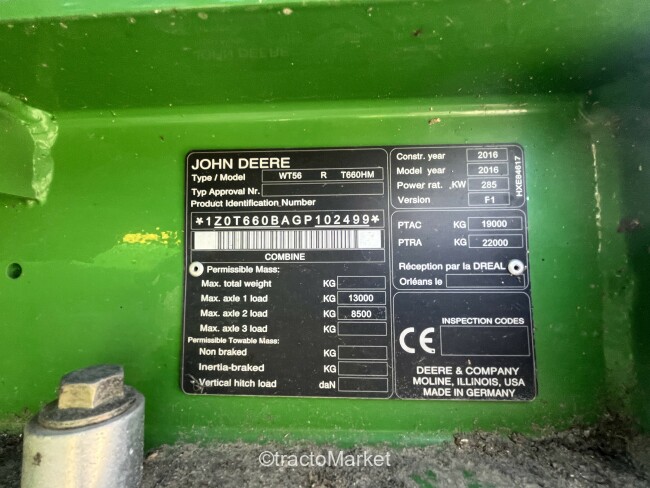 JOHN DEERE
Type / Model WT56 R T660HM
Typ Approval Nr.
Product Identification Number
*1Z0T660BAGP102499*
COMBINE
Permissible Mass:
Max. total weight KG
Max. axle 1 load KG 13000
Max. axle 2 load KG 8500
Max. axle 3 load KG
Permissible Towable Mass:
Non braked KG
Inertia-braked KG
Vertical hitch load daN
Constr. year 2016
Model year 2016
Power rat. KW 285
Version F1
HXE84617
PTAC KG 19000
PTRA KG 22000
Réception par la DREAL
Orléans le
CE
INSPECTION CODES
DEERE & COMPANY
MOLINE, ILLINOIS, USA
MADE IN GERMANY
©tractoMarket